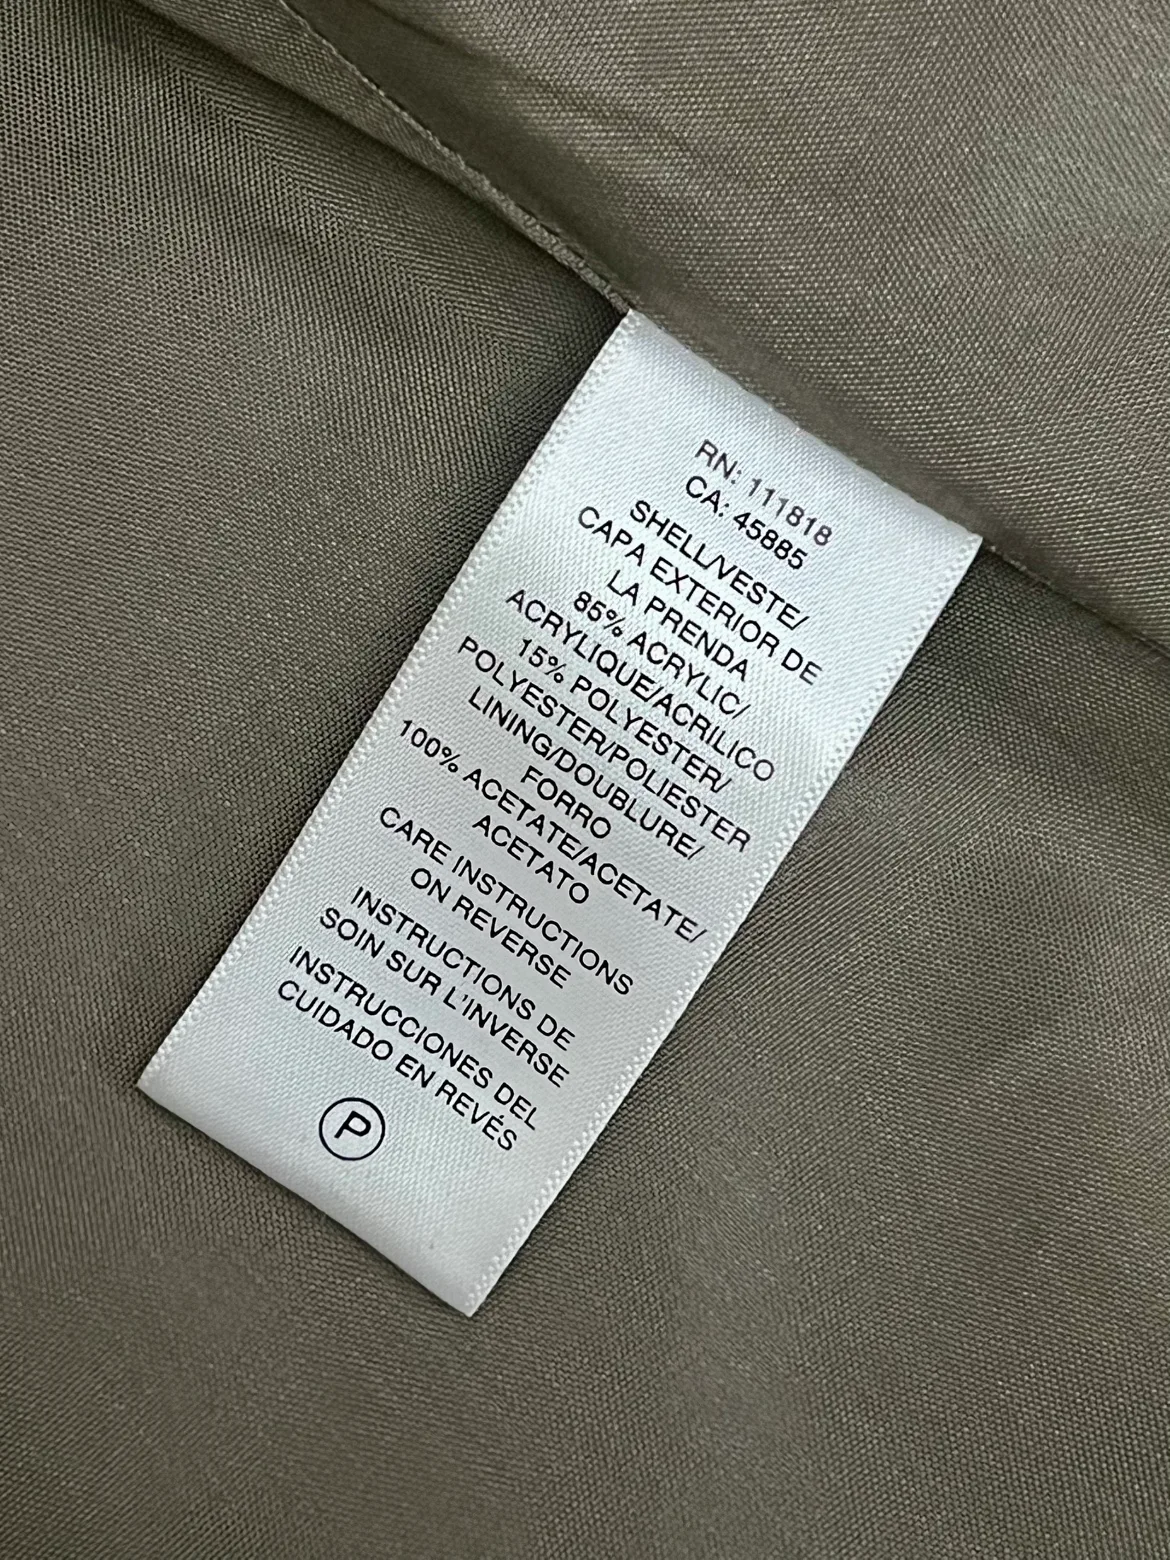 RN: 111818
CA: 45885
SHELL/VESTE/
CAPA EXTERIOR DE
LA PRENDA
85% ACRYLIC/
ACRYLIQUE/ACRILICO
15% POLYESTER/
POLYESTER/POLIESTER
LINING/DOUBLURE/
FORRO
100% ACETATE/ACETATE/
ACETATO
CARE INSTRUCTIONS
ON REVERSE
INSTRUCTIONS DE
SOIN SUR L'INVERSE
INSTRUCCIONES DEL
CUIDADO EN REVÉS
P